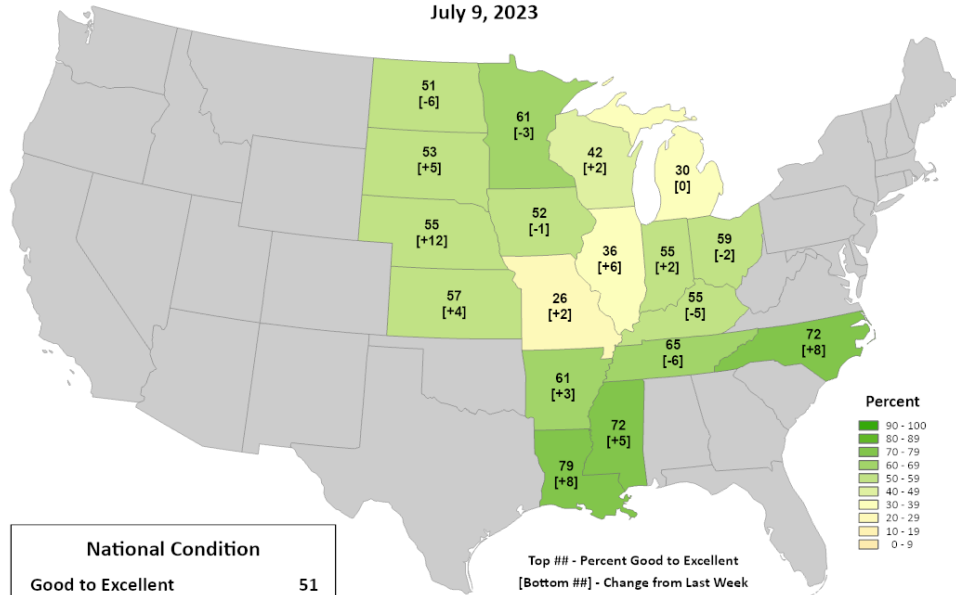 July 9, 2023
51
[-6]
61
[-3]
42
[+2]
30
[0]
53
[+5]
55
[+12]
52
[-1]
36
[+6]
55
[+2]
59
[-2]
57
[+4]
26
[+2]
55
[-5]
65
[-6]
72
[+8]
61
[+3]
72
[+5]
79
[+8]
Percent
90 - 100
80 - 89
70 - 79
60 - 69
50 - 59
40 - 49
30 - 39
20 - 29
10 - 19
0 - 9
National Condition
Good to Excellent 51
Top ## - Percent Good to Excellent
[Bottom ##] - Change from Last Week